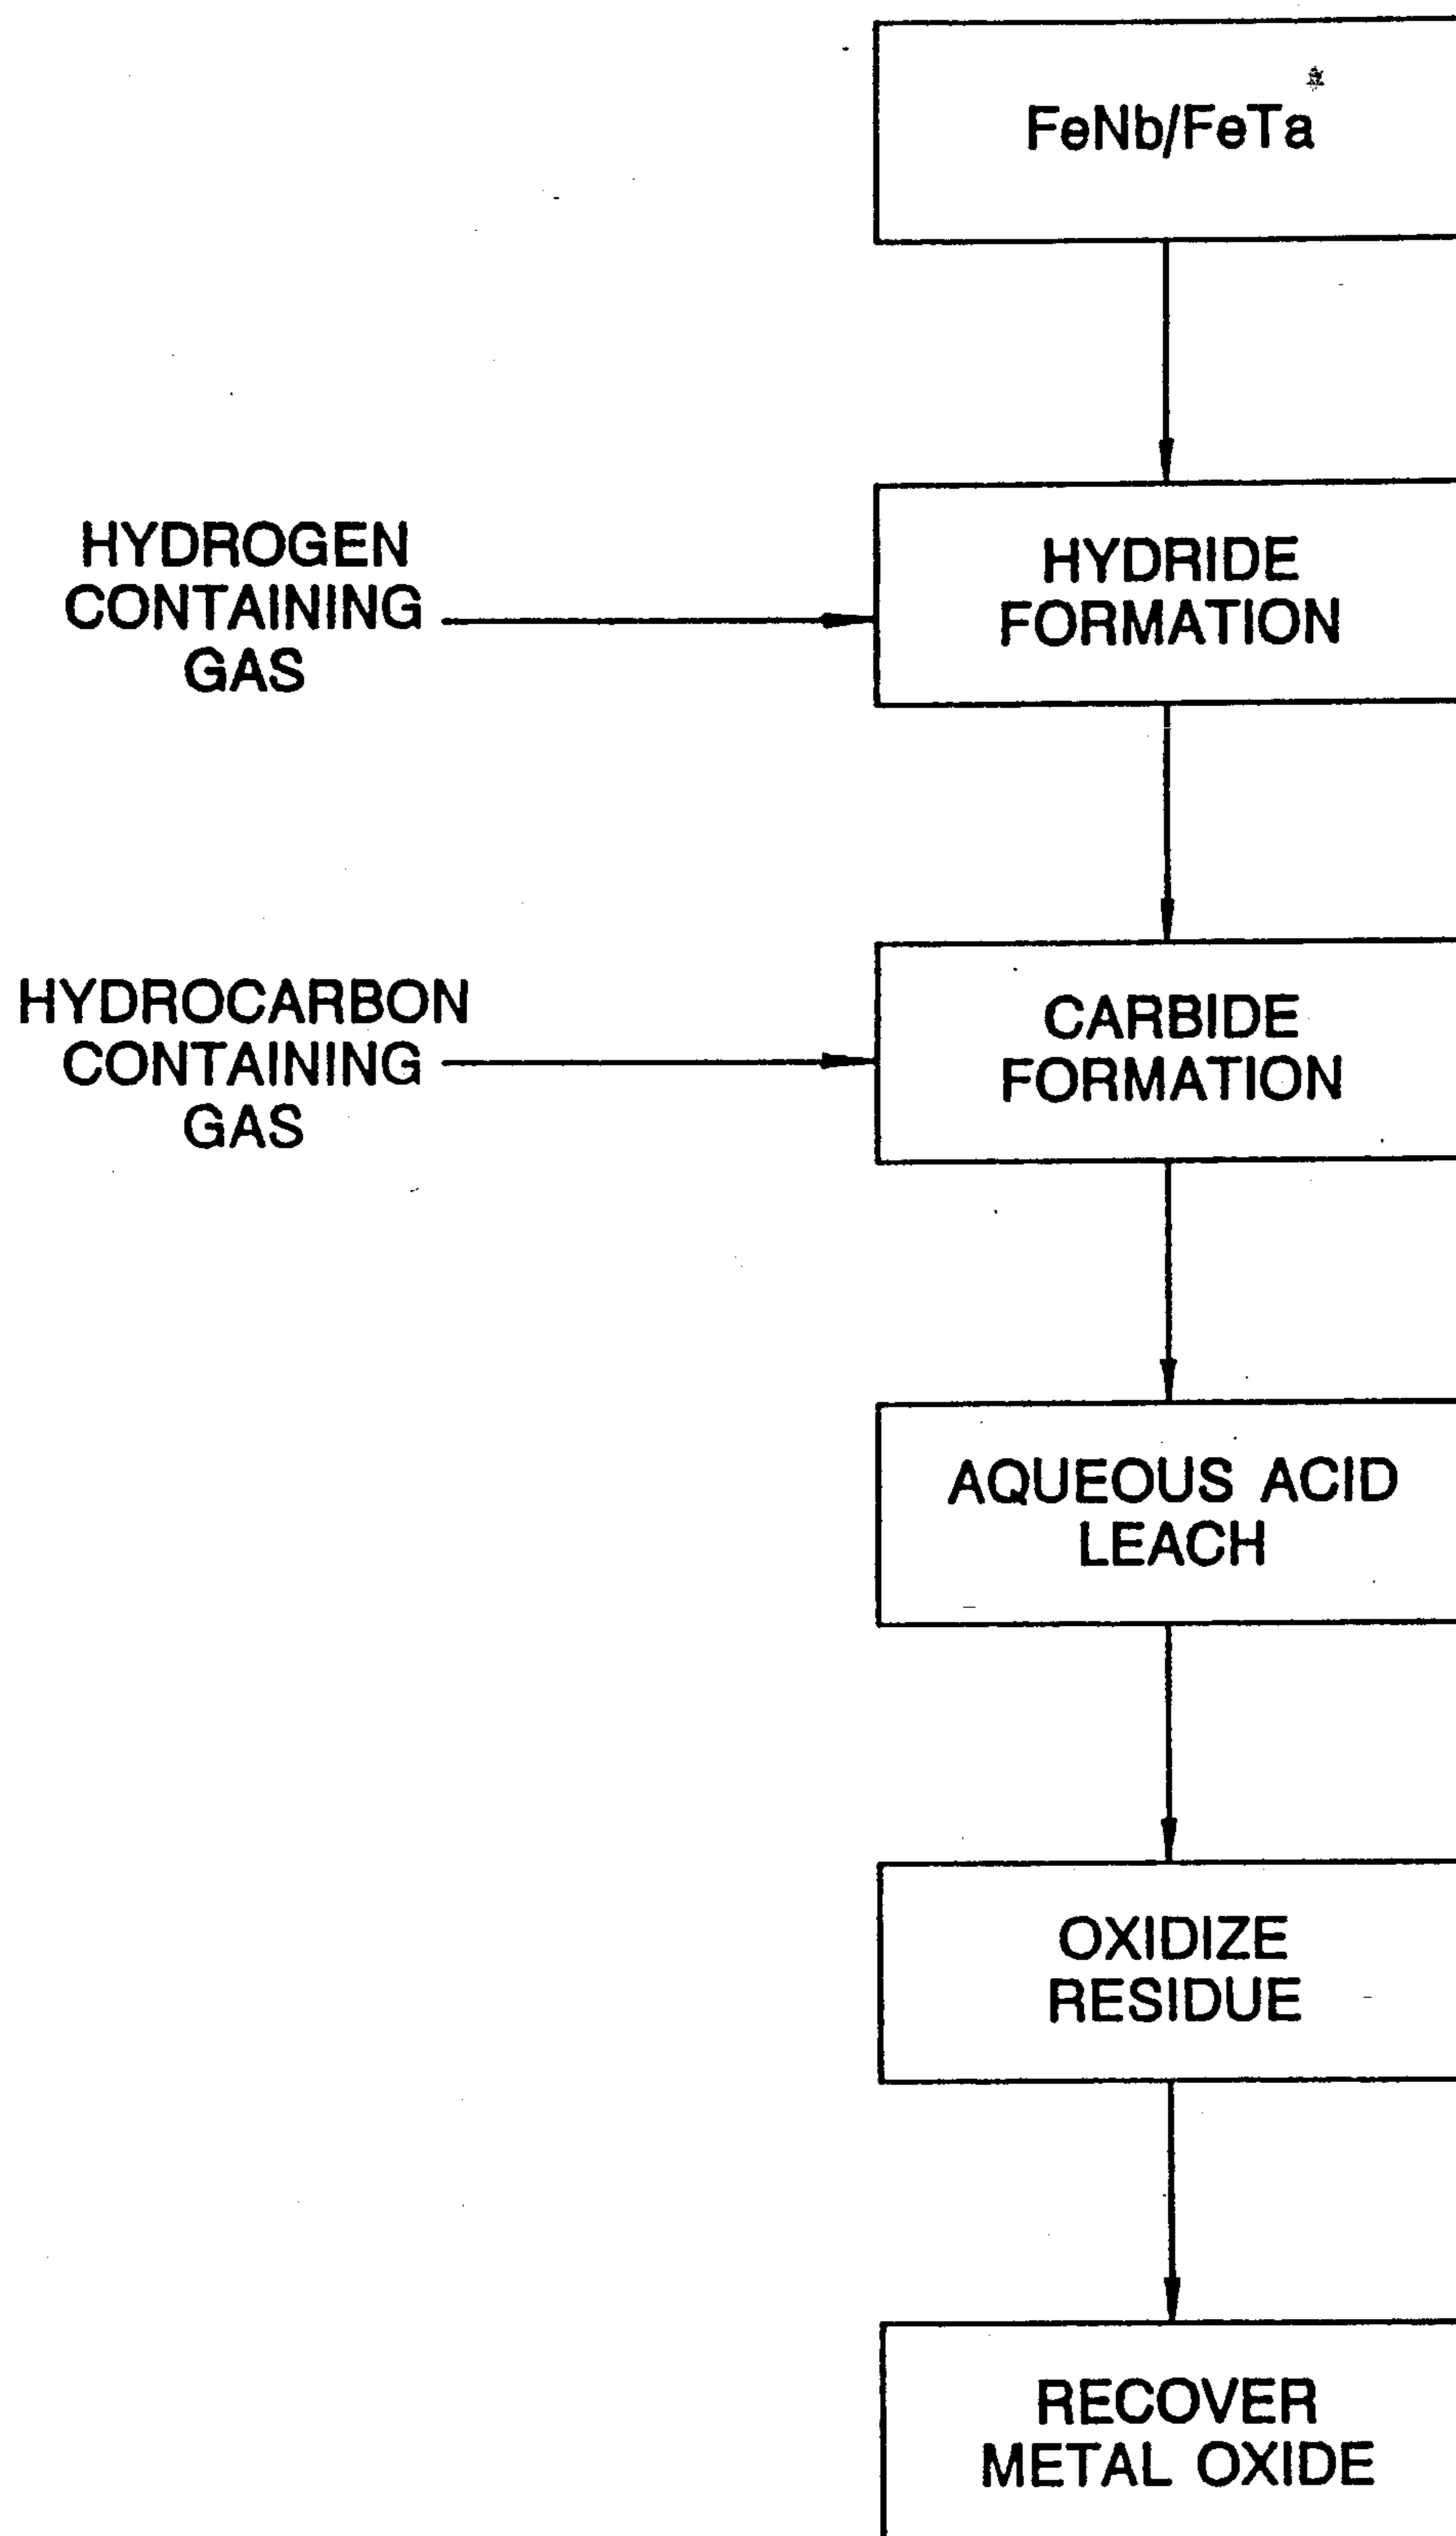 FeNb/FeTa
HYDROGEN
CONTAINING
GAS
HYDRIDE
FORMATION
HYDROCARBON
CONTAINING
GAS
CARBIDE
FORMATION
AQUEOUS ACID
LEACH
OXIDIZE
RESIDUE
RECOVER
METAL OXIDE